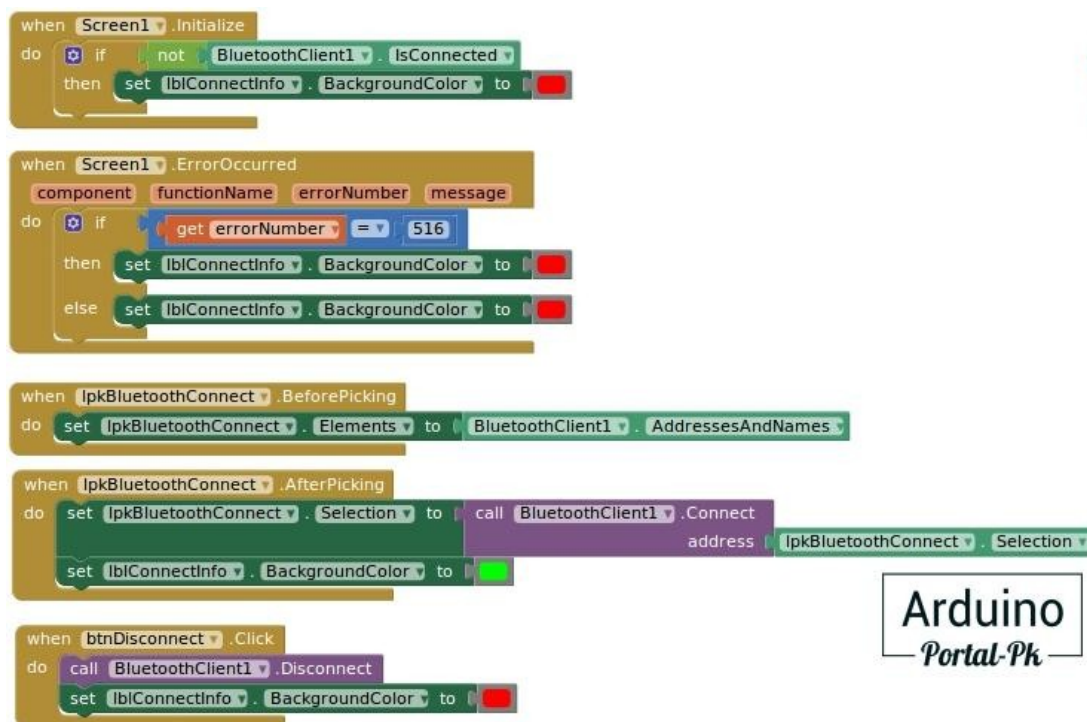 when Screen1 .Initialize
do if not BluetoothClient1 . IsConnected
then set lblConnectInfo . BackgroundColor to
when Screen1 .ErrorOccurred
component functionName errorNumber message
do if get errorNumber = 516
then set lblConnectInfo . BackgroundColor to
else set lblConnectInfo . BackgroundColor to
when lpkBluetoothConnect .BeforePicking
do set lpkBluetoothConnect . Elements to BluetoothClient1 . AddressesAndNames
when lpkBluetoothConnect .AfterPicking
do set lpkBluetoothConnect . Selection to call BluetoothClient1 .Connect
address lpkBluetoothConnect . Selection
set lblConnectInfo . BackgroundColor to
when btnDisconnect .Click
do call BluetoothClient1 .Disconnect
set lblConnectInfo . BackgroundColor to
Arduino
Portal-Pk